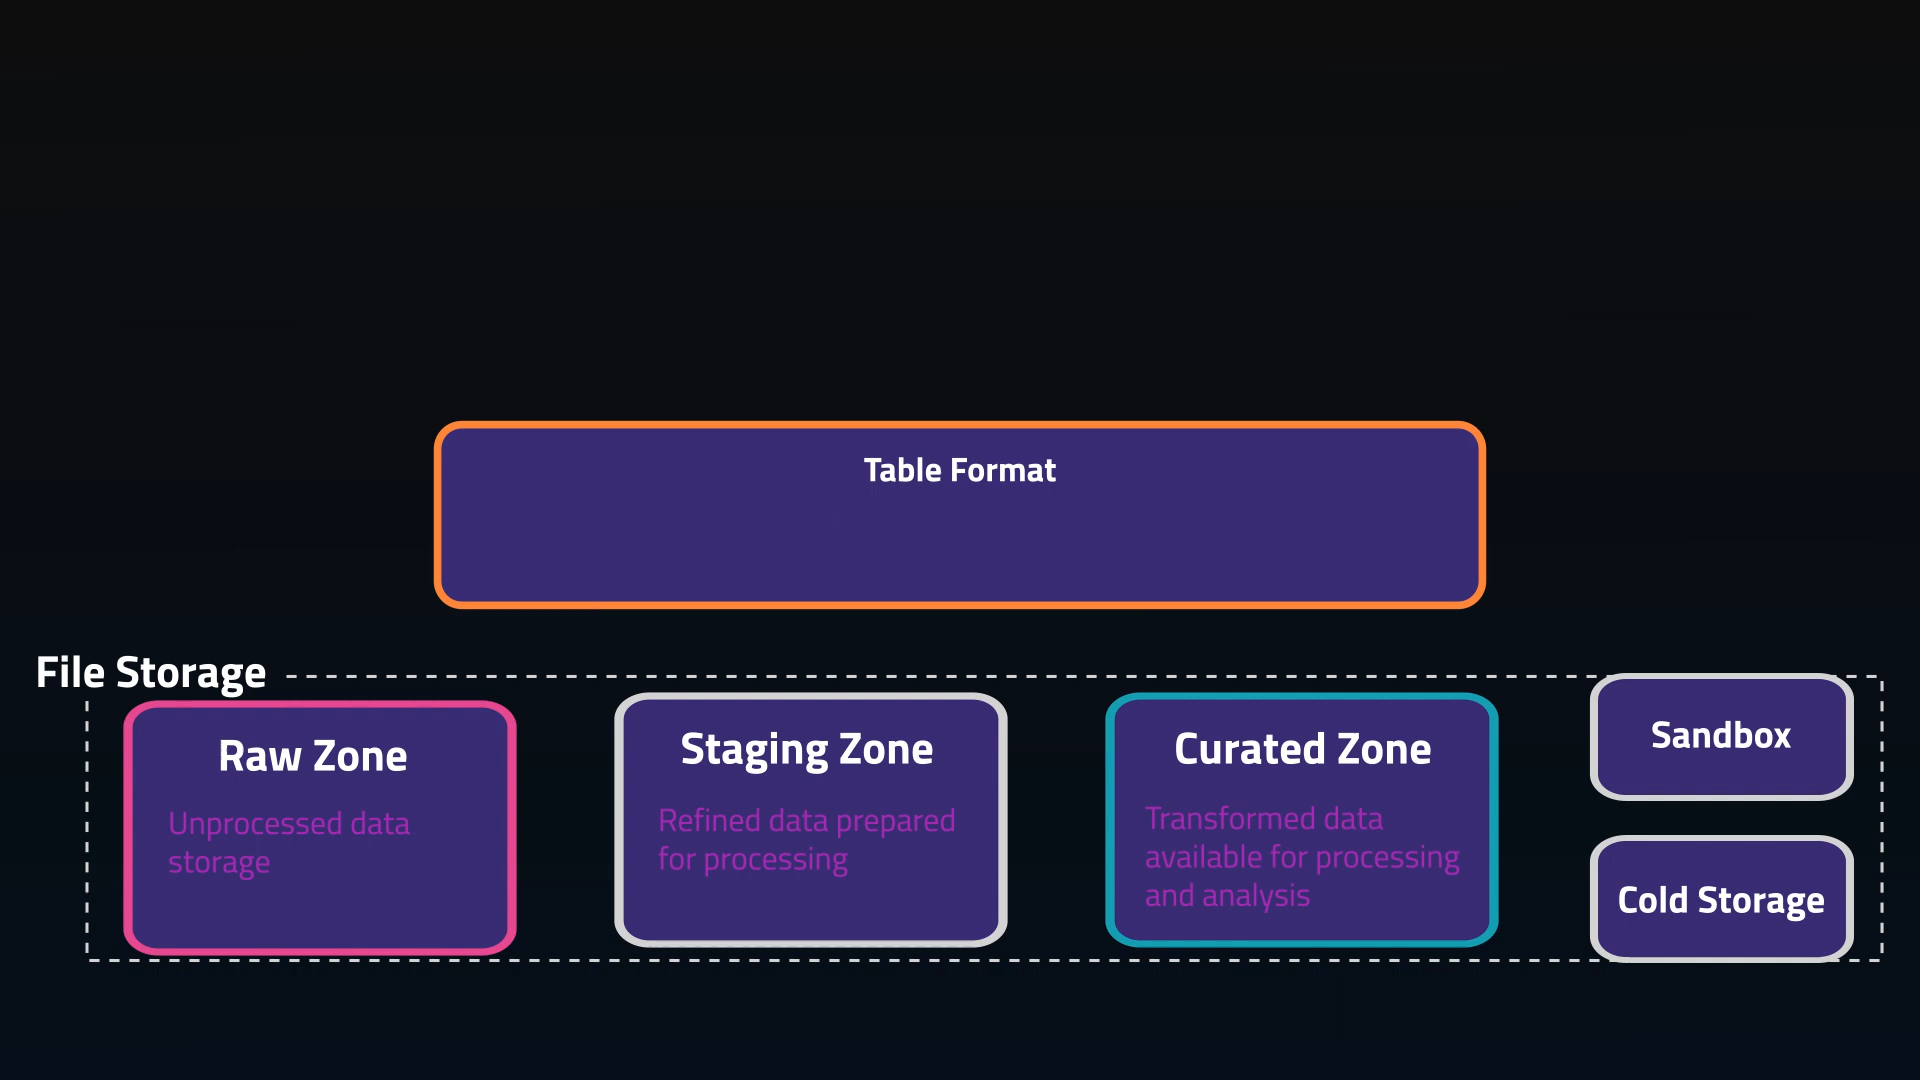 Table Format
File Storage
Raw Zone
Unprocessed data
storage
Staging Zone
Refined data prepared
for processing
Curated Zone
Transformed data
available for processing
and analysis
Sandbox
Cold Storage